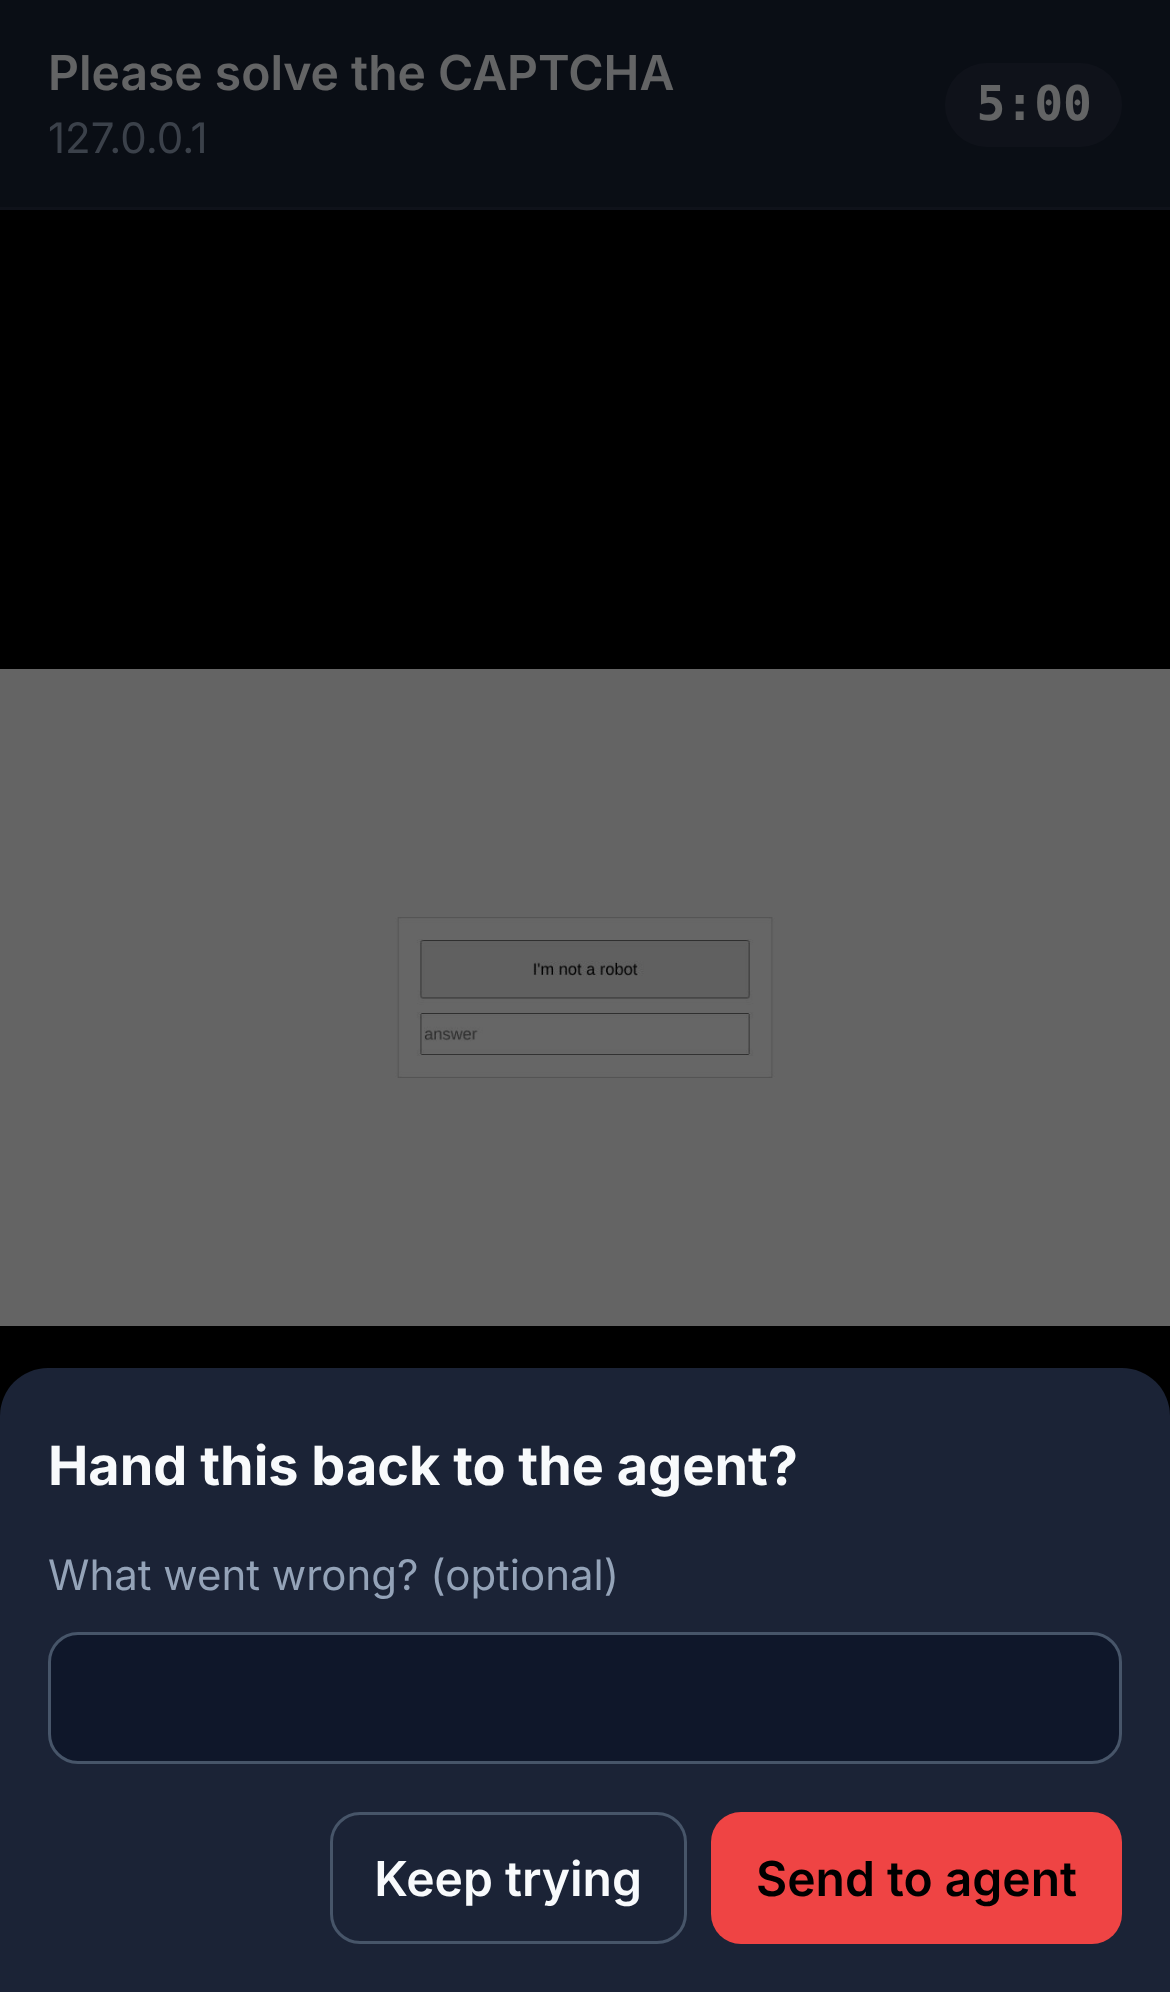 Please solve the CAPTCHA
127.0.0.1
5:00
I'm not a robot
answer
Hand this back to the agent?
What went wrong? (optional)
Keep trying
Send to agent